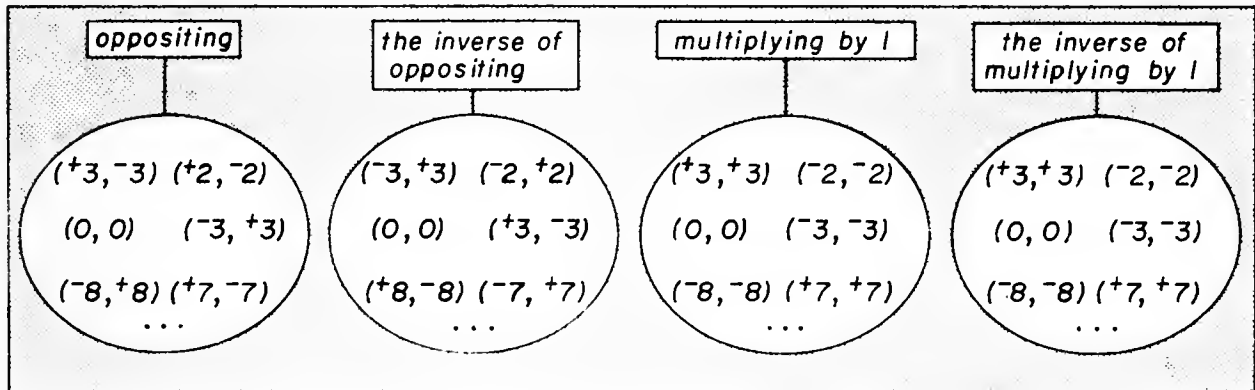 oppositing
the inverse of
oppositing
multiplying by 1
the inverse of
multiplying by 1
(⁺3,⁻3) (⁺2,⁻2)
(0,0) (⁻3,⁺3)
(⁻8,⁺8) (⁺7,⁻7)
...
(⁻3,⁺3) (⁻2,⁺2)
(0,0) (⁺3,⁻3)
(⁺8,⁻8) (⁻7,⁺7)
...
(⁺3,⁺3) (⁻2,⁻2)
(0,0) (⁻3,⁻3)
(⁻8,⁻8) (⁺7,⁺7)
...
(⁺3,⁺3) (⁻2,⁻2)
(0,0) (⁻3,⁻3)
(⁻8,⁻8) (⁺7,⁺7)
...